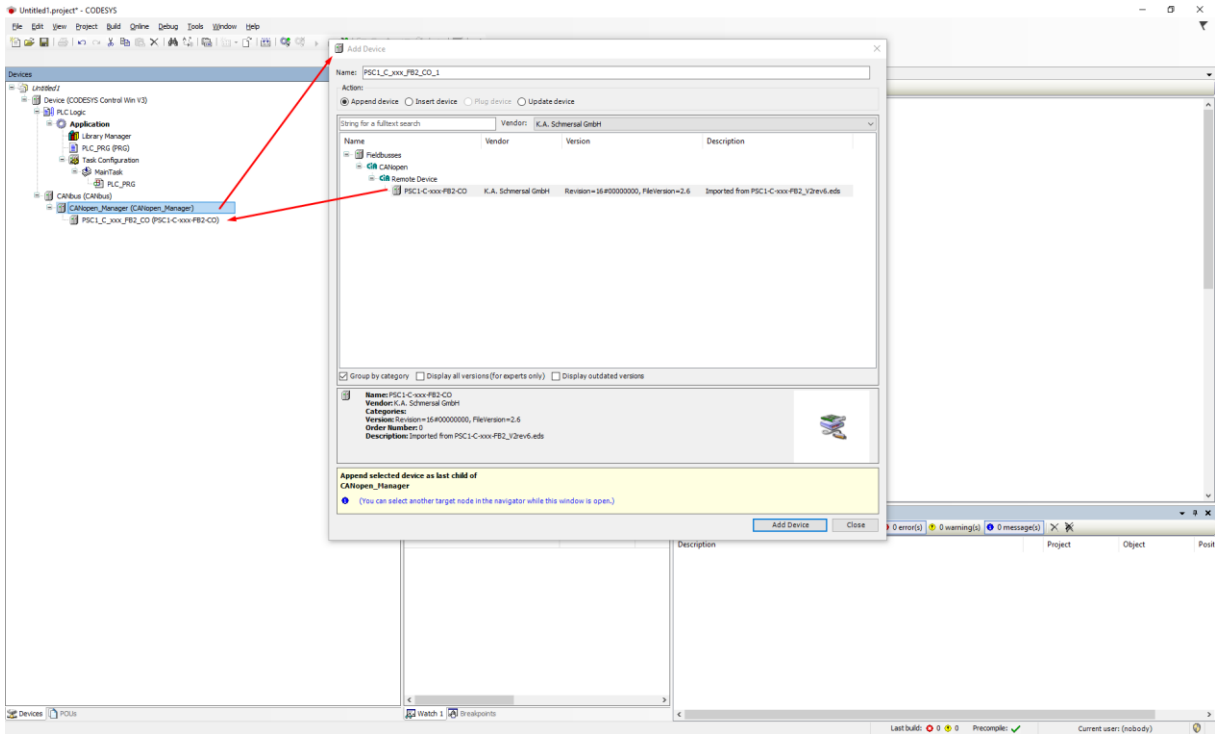 Untitled1.project* - CODESYS
File Edit View Project Build Online Debug Tools Window Help
Add Device
Devices
Untitled1
Device (CODESYS Control Win V3)
PLC Logic
Application
Library Manager
PLC_PRG (PRG)
Task Configuration
MainTask
PLC_PRG
CANbus (CANbus)
CANopen_Manager (CANopen_Manager)
PSC1_C_xxx_FB2_CO (PSC1-C-xxx-FB2-CO)
Name: PSC1_C_xxx_FB2_CO_1
Action:
Append device Insert device Plug device Update device
String for a fulltext search Vendor: K.A. Schmersal GmbH
Name Vendor Version Description
Fieldbusses
CiA CANopen
CiA Remote Device
PSC1-C-xxx-FB2-CO K.A. Schmersal GmbH Revision=16#00000000, FileVersion=2.6 Imported from PSC1-C-xxx-FB2_V2rev6.eds
Group by category Display all versions (for experts only) Display outdated versions
Name: PSC1-C-xxx-FB2-CO
Vendor: K.A. Schmersal GmbH
Categories:
Version: Revision=16#00000000, FileVersion=2.6
Order Number: 0
Description: Imported from PSC1-C-xxx-FB2_V2rev6.eds
Append selected device as last child of
CANopen_Manager
(You can select another target node in the navigator while this window is open.)
Add Device Close
0 error(s) 0 warning(s) 0 message(s)
Description Project Object Posit
Devices POUs
Watch 1 Breakpoints
Last build: 0 0 Precompile: Current user: (nobody)